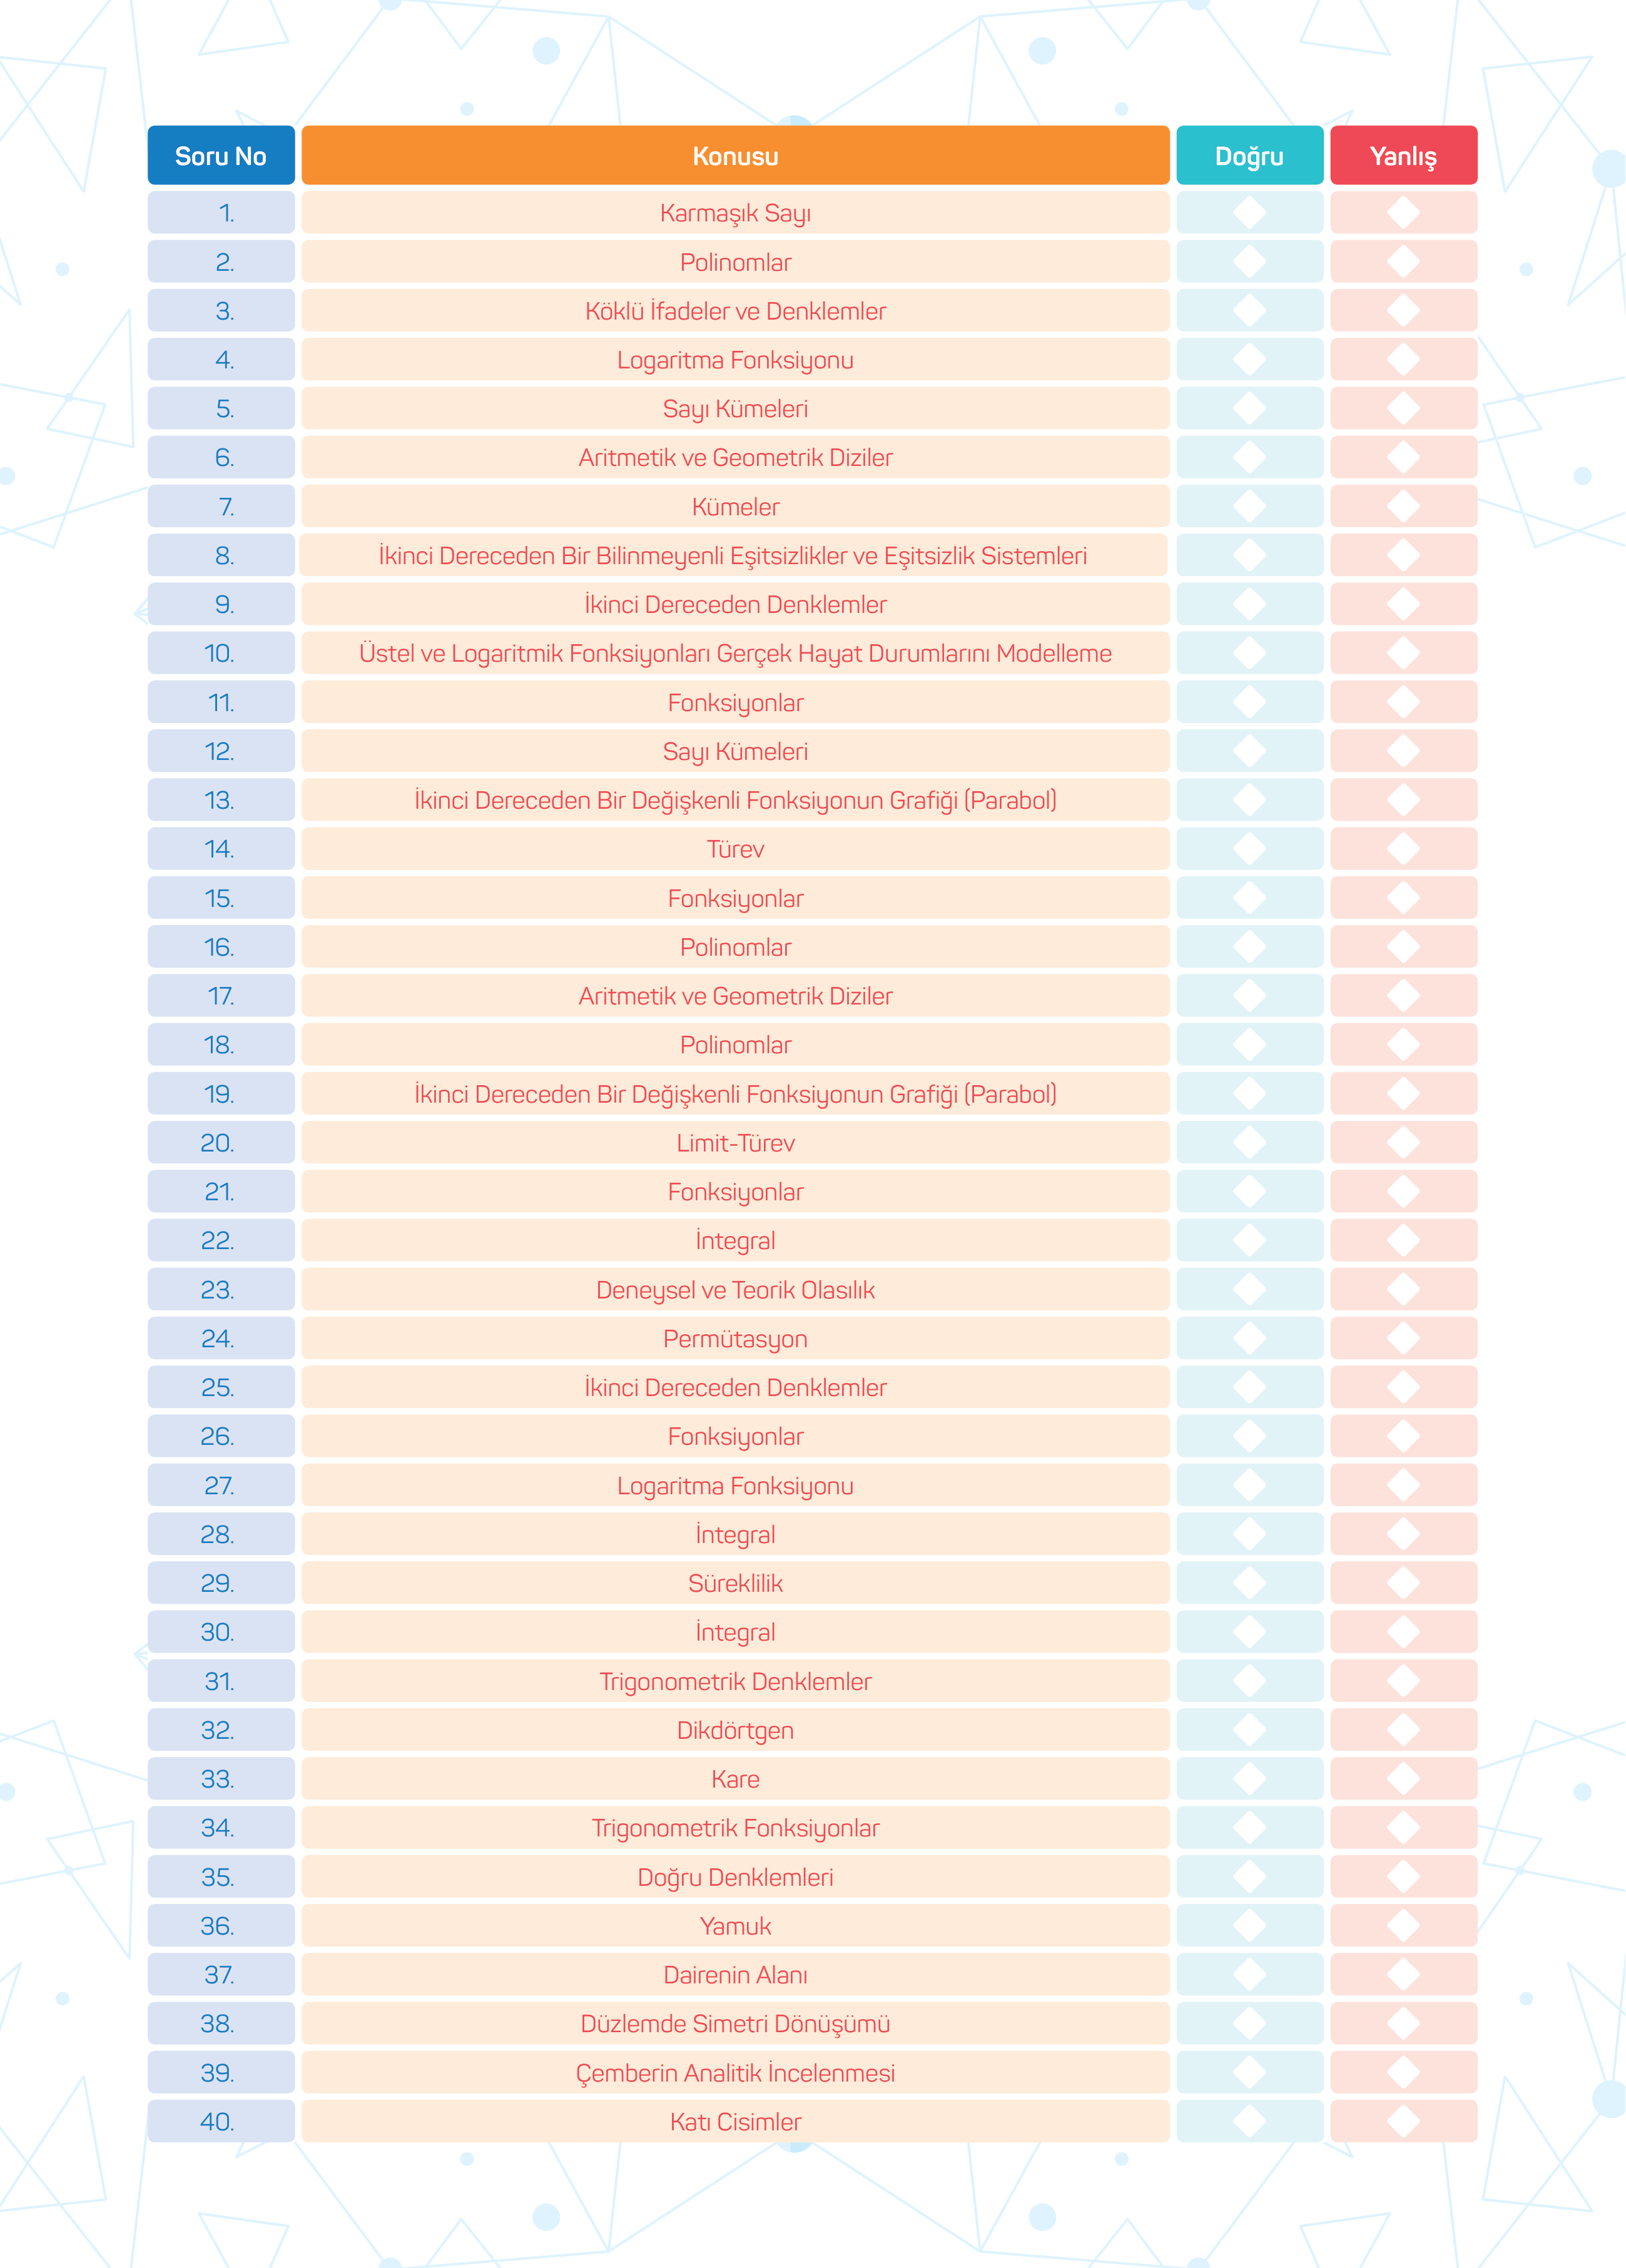 Soru No Konusu Doğru Yanlış
1. Karmaşık Sayı
2. Polinomlar
3. Köklü İfadeler ve Denklemler
4. Logaritma Fonksiyonu
5. Sayı Kümeleri
6. Aritmetik ve Geometrik Diziler
7. Kümeler
8. İkinci Dereceden Bir Bilinmeyenli Eşitsizlikler ve Eşitsizlik Sistemleri
9. İkinci Dereceden Denklemler
10. Üstel ve Logaritmik Fonksiyonları Gerçek Hayat Durumlarını Modelleme
11. Fonksiyonlar
12. Sayı Kümeleri
13. İkinci Dereceden Bir Değişkenli Fonksiyonun Grafiği (Parabol)
14. Türev
15. Fonksiyonlar
16. Polinomlar
17. Aritmetik ve Geometrik Diziler
18. Polinomlar
19. İkinci Dereceden Bir Değişkenli Fonksiyonun Grafiği (Parabol)
20. Limit-Türev
21. Fonksiyonlar
22. İntegral
23. Deneysel ve Teorik Olasılık
24. Permütasyon
25. İkinci Dereceden Denklemler
26. Fonksiyonlar
27. Logaritma Fonksiyonu
28. İntegral
29. Süreklilik
30. İntegral
31. Trigonometrik Denklemler
32. Dikdörtgen
33. Kare
34. Trigonometrik Fonksiyonlar
35. Doğru Denklemleri
36. Yamuk
37. Dairenin Alanı
38. Düzlemde Simetri Dönüşümü
39. Çemberin Analitik İncelenmesi
40. Katı Cisimler